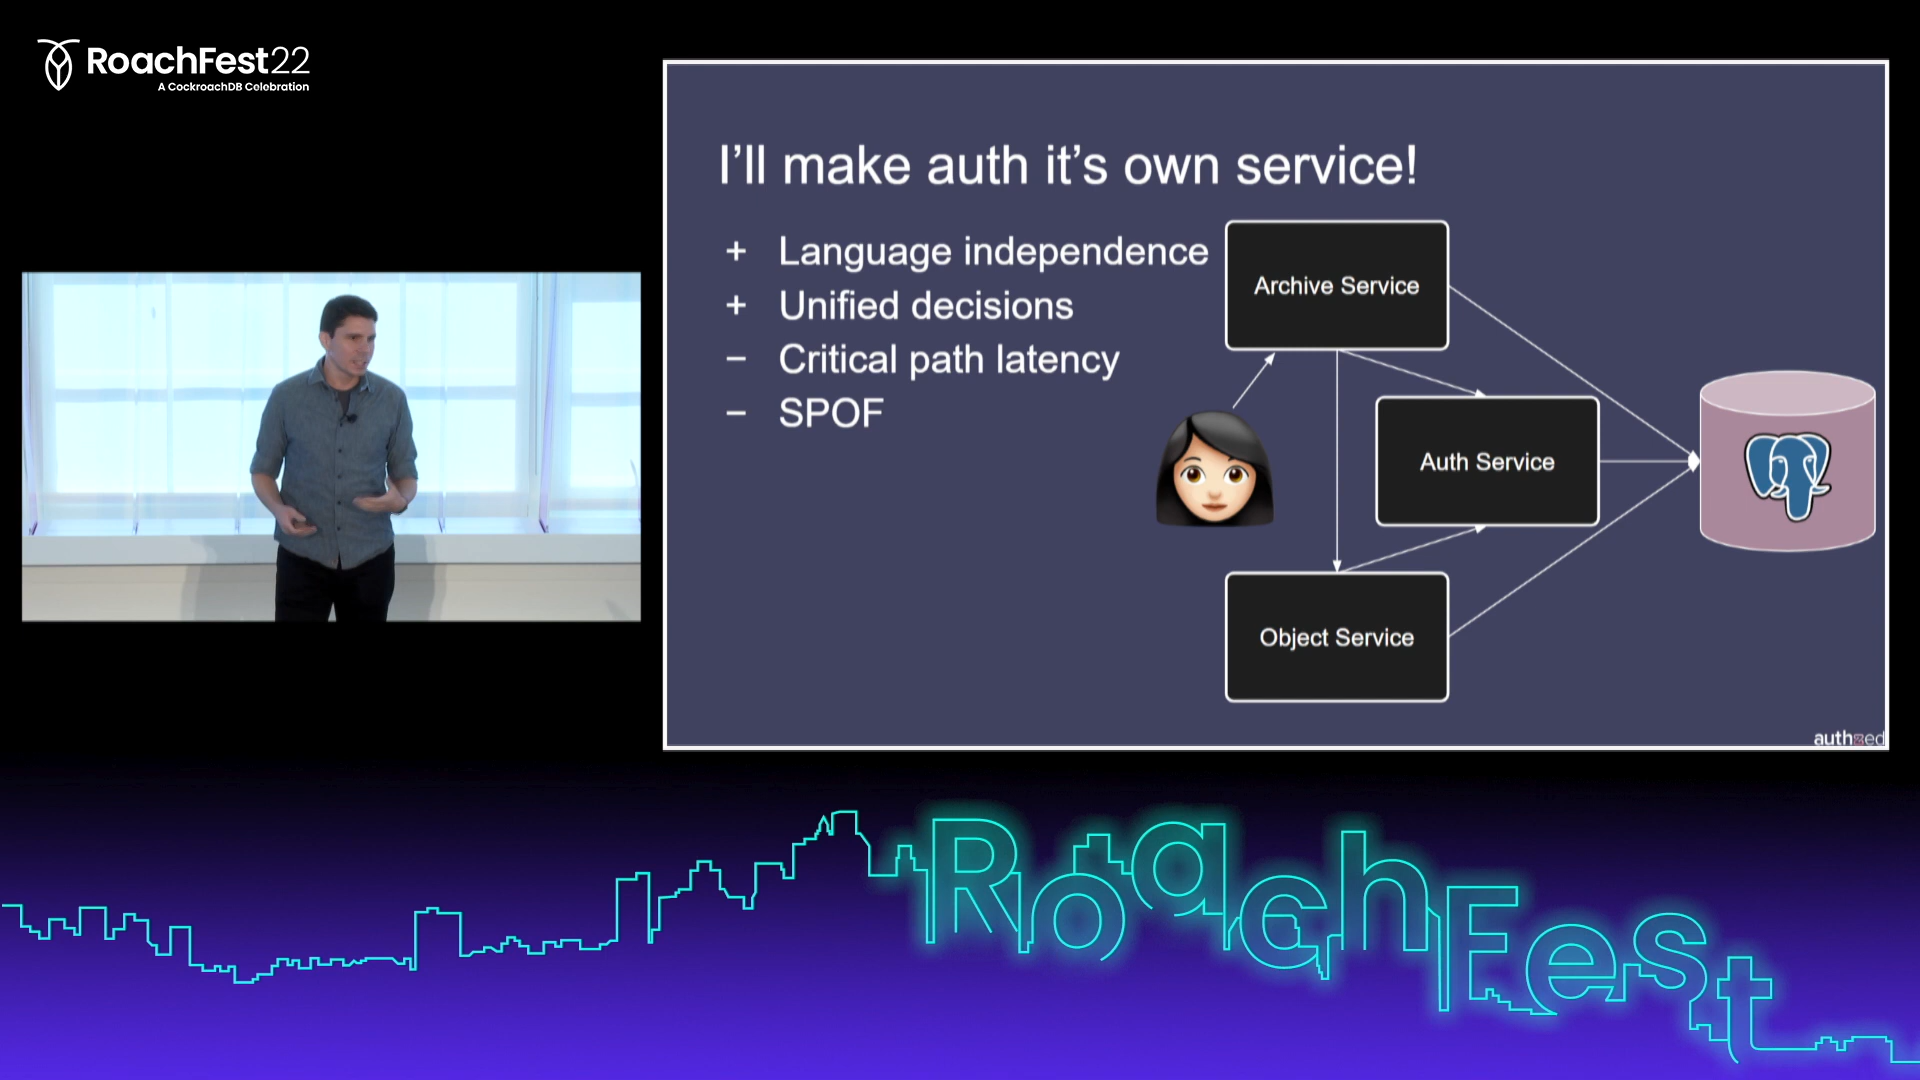 RoachFest22
A CockroachDB Celebration
I'll make auth it's own service!
+ Language independence
+ Unified decisions
− Critical path latency
− SPOF
Archive Service
Auth Service
Object Service
authzed
RoachFest